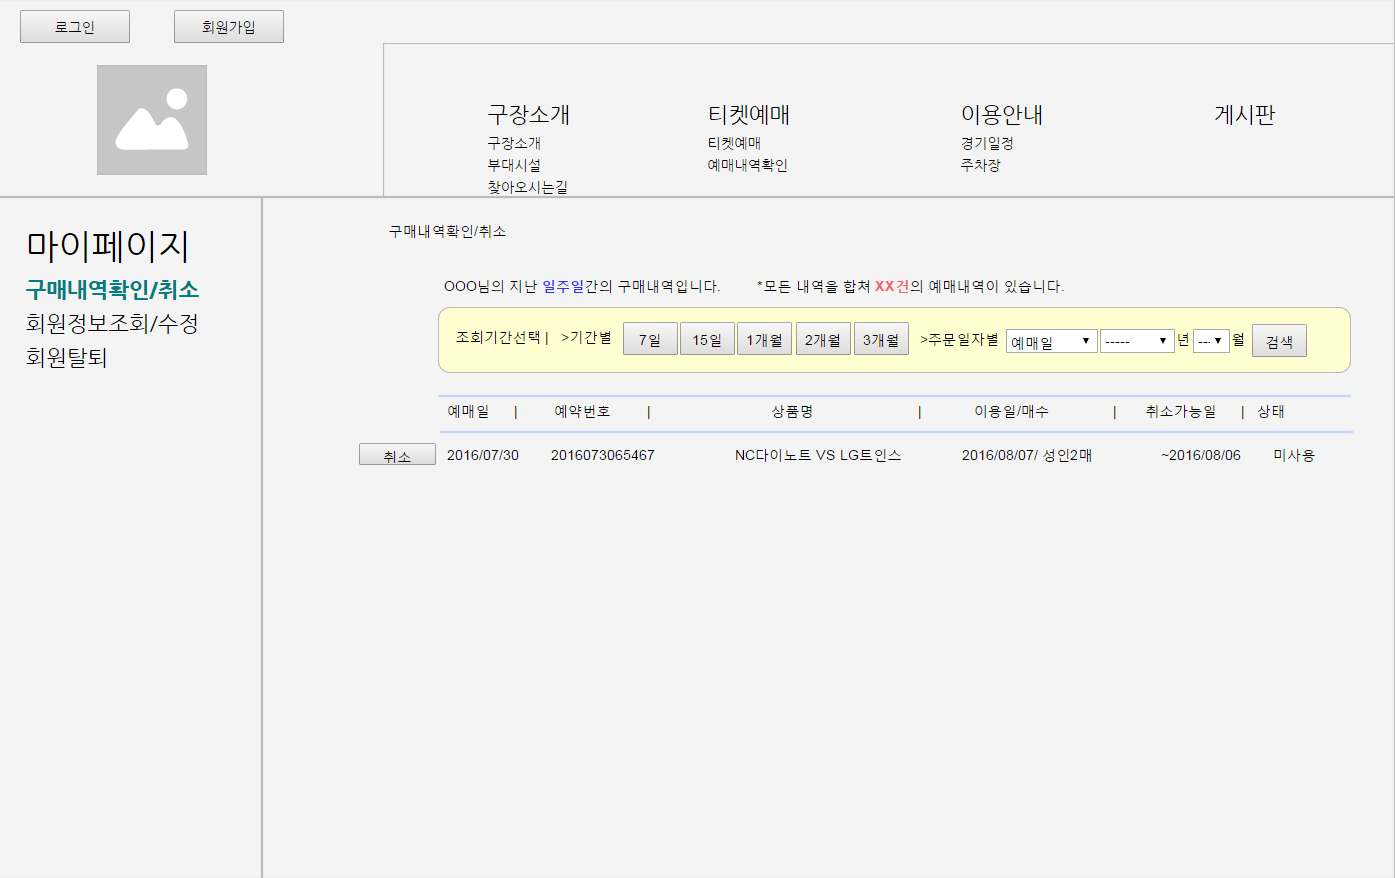 로그인 회원가입
구장소개 티켓예매 이용안내 게시판
구장소개 티켓예매 경기일정
부대시설 예매내역확인 주차장
찾아오시는길
마이페이지
구매내역확인/취소
회원정보조회/수정
회원탈퇴
구매내역확인/취소
OOO님의 지난 일주일간의 구매내역입니다. *모든 내역을 합쳐 XX건의 예매내역이 있습니다.
조회기간선택 | >기간별 7일 15일 1개월 2개월 3개월 >주문일자별 예매일 ----- 년 --- 월 검색
예매일 | 예약번호 | 상품명 | 이용일/매수 | 취소가능일 | 상태
취소 2016/07/30 2016073065467 NC다이노트 VS LG트인스 2016/08/07/ 성인2매 ~2016/08/06 미사용